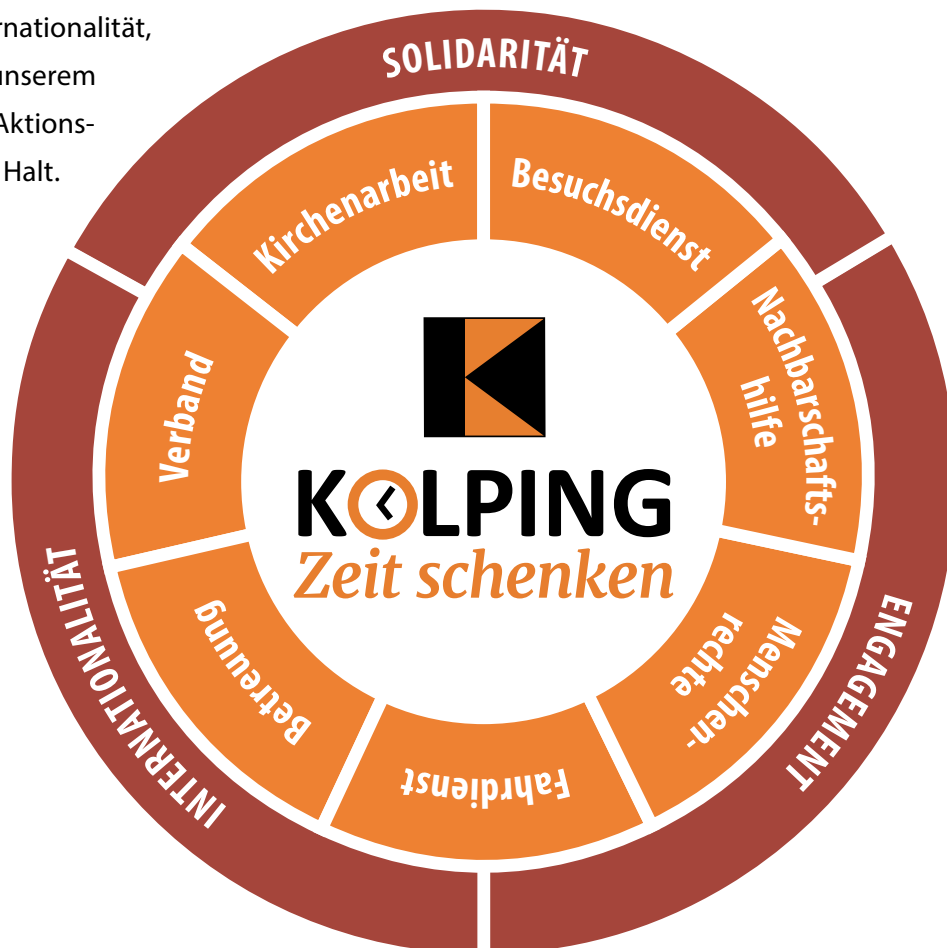 rnationalität,
unserem
Aktions-
Halt.
SOLIDARITÄT
Kirchenarbeit
Besuchsdienst
Verband
Nachbarschafts-
hilfe
KOLPING
Zeit schenken
Betreuung
Menschen-
rechte
Fahrdienst
INTERNATIONALITÄT
ENGAGEMENT